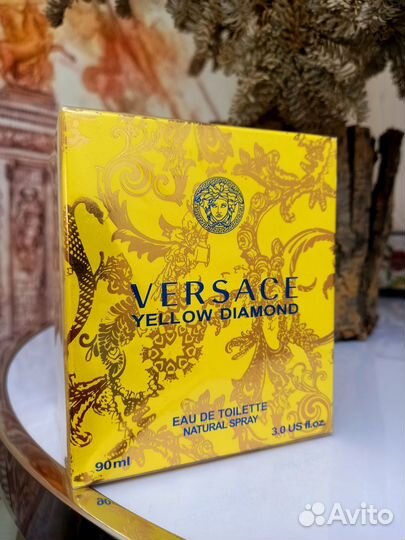 VERSACE
YELLOW DIAMOND
EAU DE TOILETTE
NATURAL SPRAY
90ml
3.0 US fl.oz.
Avito